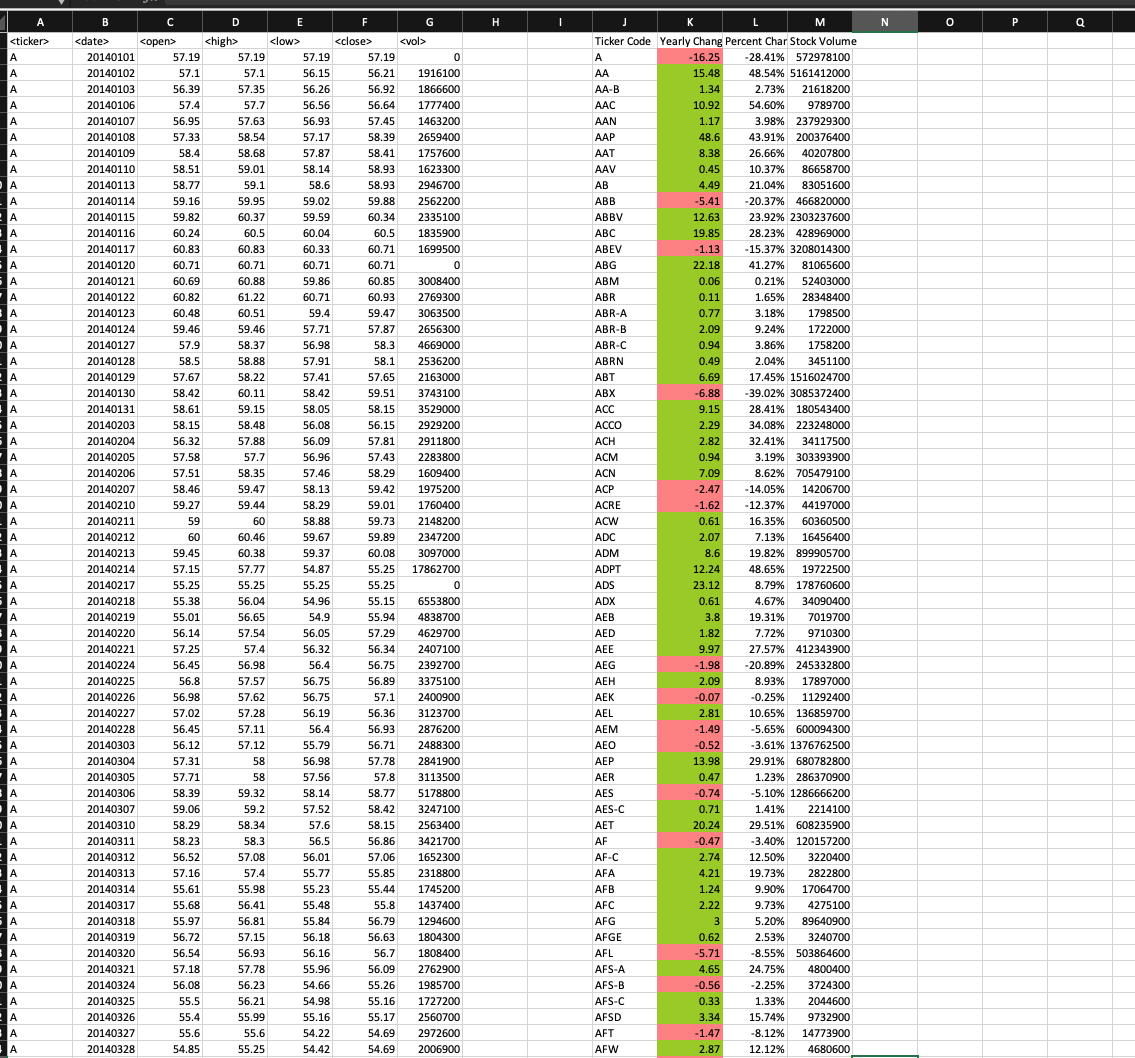 A B C D E F G H I J K L M N O P Q
<ticker> <date> <open> <high> <low> <close> <vol> Ticker Code Yearly Chang Percent Char Stock Volume
A 20140101 57.19 57.19 57.19 57.19 0 A -16.25 -28.41% 572978100
A 20140102 57.1 57.1 56.15 56.21 1916100 AA 15.48 48.54% 5161412000
A 20140103 56.39 57.35 56.26 56.92 1866600 AA-B 1.34 2.73% 21618200
A 20140106 57.4 57.7 56.56 56.64 1777400 AAC 10.92 54.60% 9789700
A 20140107 56.95 57.63 56.93 57.45 1463200 AAN 1.17 3.98% 237929300
A 20140108 57.33 58.54 57.17 58.39 2659400 AAP 48.6 43.91% 200376400
A 20140109 58.4 58.68 57.87 58.41 1757600 AAT 8.38 26.66% 40207800
A 20140110 58.51 59.01 58.14 58.93 1623300 AAV 0.45 10.37% 86658700
A 20140113 58.77 59.1 58.6 58.93 2946700 AB 4.49 21.04% 83051600
A 20140114 59.16 59.95 59.02 59.88 2562200 ABB -5.41 -20.37% 466820000
A 20140115 59.82 60.37 59.59 60.34 2335100 ABBV 12.63 23.92% 2303237600
A 20140116 60.24 60.5 60.04 60.5 1835900 ABC 19.85 28.23% 428969000
A 20140117 60.83 60.83 60.33 60.71 1699500 ABEV -1.13 -15.37% 3208014300
A 20140120 60.71 60.71 60.71 60.71 0 ABG 22.18 41.27% 81065600
A 20140121 60.69 60.88 59.86 60.85 3008400 ABM 0.06 0.21% 52403000
A 20140122 60.82 61.22 60.71 60.93 2769300 ABR 0.11 1.65% 28348400
A 20140123 60.48 60.51 59.4 59.47 3063500 ABR-A 0.77 3.18% 1798500
A 20140124 59.46 59.46 57.71 57.87 2656300 ABR-B 2.09 9.24% 1722000
A 20140127 57.9 58.37 56.98 58.3 4669000 ABR-C 0.94 3.86% 1758200
A 20140128 58.5 58.88 57.91 58.1 2536200 ABRN 0.49 2.04% 3451100
A 20140129 57.67 58.22 57.41 57.65 2163000 ABT 6.69 17.45% 1516024700
A 20140130 58.42 60.11 58.42 59.51 3743100 ABX -6.88 -39.02% 3085372400
A 20140131 58.61 59.15 58.05 58.15 3529000 ACC 9.15 28.41% 180543400
A 20140203 58.15 58.48 56.08 56.15 2929200 ACCO 2.29 34.08% 223248000
A 20140204 56.32 57.88 56.09 57.81 2911800 ACH 2.82 32.41% 34117500
A 20140205 57.58 57.7 56.96 57.43 2283800 ACM 0.94 3.19% 303393900
A 20140206 57.51 58.35 57.46 58.29 1609400 ACN 7.09 8.62% 705479100
A 20140207 58.46 59.47 58.13 59.42 1975200 ACP -2.47 -14.05% 14206700
A 20140210 59.27 59.44 58.29 59.01 1760400 ACRE -1.62 -12.37% 44197000
A 20140211 59 60 58.88 59.73 2148200 ACW 0.61 16.35% 60360500
A 20140212 60 60.46 59.67 59.89 2347200 ADC 2.07 7.13% 16456400
A 20140213 59.45 60.38 59.37 60.08 3097000 ADM 8.6 19.82% 899905700
A 20140214 57.15 57.77 54.87 55.25 17862700 ADPT 12.24 48.65% 19722500
A 20140217 55.25 55.25 55.25 55.25 0 ADS 23.12 8.79% 178760600
A 20140218 55.38 56.04 54.96 55.15 6553800 ADX 0.61 4.67% 34090400
A 20140219 55.01 56.65 54.9 55.94 4838700 AEB 3.8 19.31% 7019700
A 20140220 56.14 57.54 56.05 57.29 4629700 AED 1.82 7.72% 9710300
A 20140221 57.25 57.4 56.32 56.34 2407100 AEE 9.97 27.57% 412343900
A 20140224 56.45 56.98 56.4 56.75 2392700 AEG -1.98 -20.89% 245332800
A 20140225 56.8 57.57 56.75 56.89 3375100 AEH 2.09 8.93% 17897000
A 20140226 56.98 57.62 56.75 57.1 2400900 AEK -0.07 -0.25% 11292400
A 20140227 57.02 57.28 56.19 56.36 3123700 AEL 2.81 10.65% 136859700
A 20140228 56.45 57.11 56.4 56.93 2876200 AEM -1.49 -5.65% 600094300
A 20140303 56.12 57.12 55.79 56.71 2488300 AEO -0.52 -3.61% 1376762500
A 20140304 57.31 58 56.98 57.78 2841900 AEP 13.98 29.91% 680782800
A 20140305 57.71 58 57.56 57.8 3113500 AER 0.47 1.23% 286370900
A 20140306 58.39 59.32 58.14 58.77 5178800 AES -0.74 -5.10% 1286666200
A 20140307 59.06 59.2 57.52 58.42 3247100 AES-C 0.71 1.41% 2214100
A 20140310 58.29 58.34 57.6 58.15 2563400 AET 20.24 29.51% 608235900
A 20140311 58.23 58.3 56.5 56.86 3421700 AF -0.47 -3.40% 120157200
A 20140312 56.52 57.08 56.01 57.06 1652300 AF-C 2.74 12.50% 3220400
A 20140313 57.16 57.4 55.77 55.85 2318800 AFA 4.21 19.73% 2822800
A 20140314 55.61 55.98 55.23 55.44 1745200 AFB 1.24 9.90% 17064700
A 20140317 55.68 56.41 55.48 55.8 1437400 AFC 2.22 9.73% 4275100
A 20140318 55.97 56.81 55.84 56.79 1294600 AFG 3 5.20% 89640900
A 20140319 56.72 57.15 56.18 56.63 1804300 AFGE 0.62 2.53% 3240700
A 20140320 56.54 56.93 56.16 56.7 1808400 AFL -5.71 -8.55% 503864600
A 20140321 57.18 57.78 55.96 56.09 2762900 AFS-A 4.65 24.75% 4800400
A 20140324 56.08 56.23 54.66 55.26 1985700 AFS-B -0.56 -2.25% 3724300
A 20140325 55.5 56.21 54.98 55.16 1727200 AFS-C 0.33 1.33% 2044600
A 20140326 55.4 55.99 55.16 55.17 2560700 AFSD 3.34 15.74% 9732900
A 20140327 55.6 55.6 54.22 54.69 2972600 AFT -1.47 -8.12% 14773900
A 20140328 54.85 55.25 54.42 54.69 2006900 AFW 2.87 12.12% 4680600